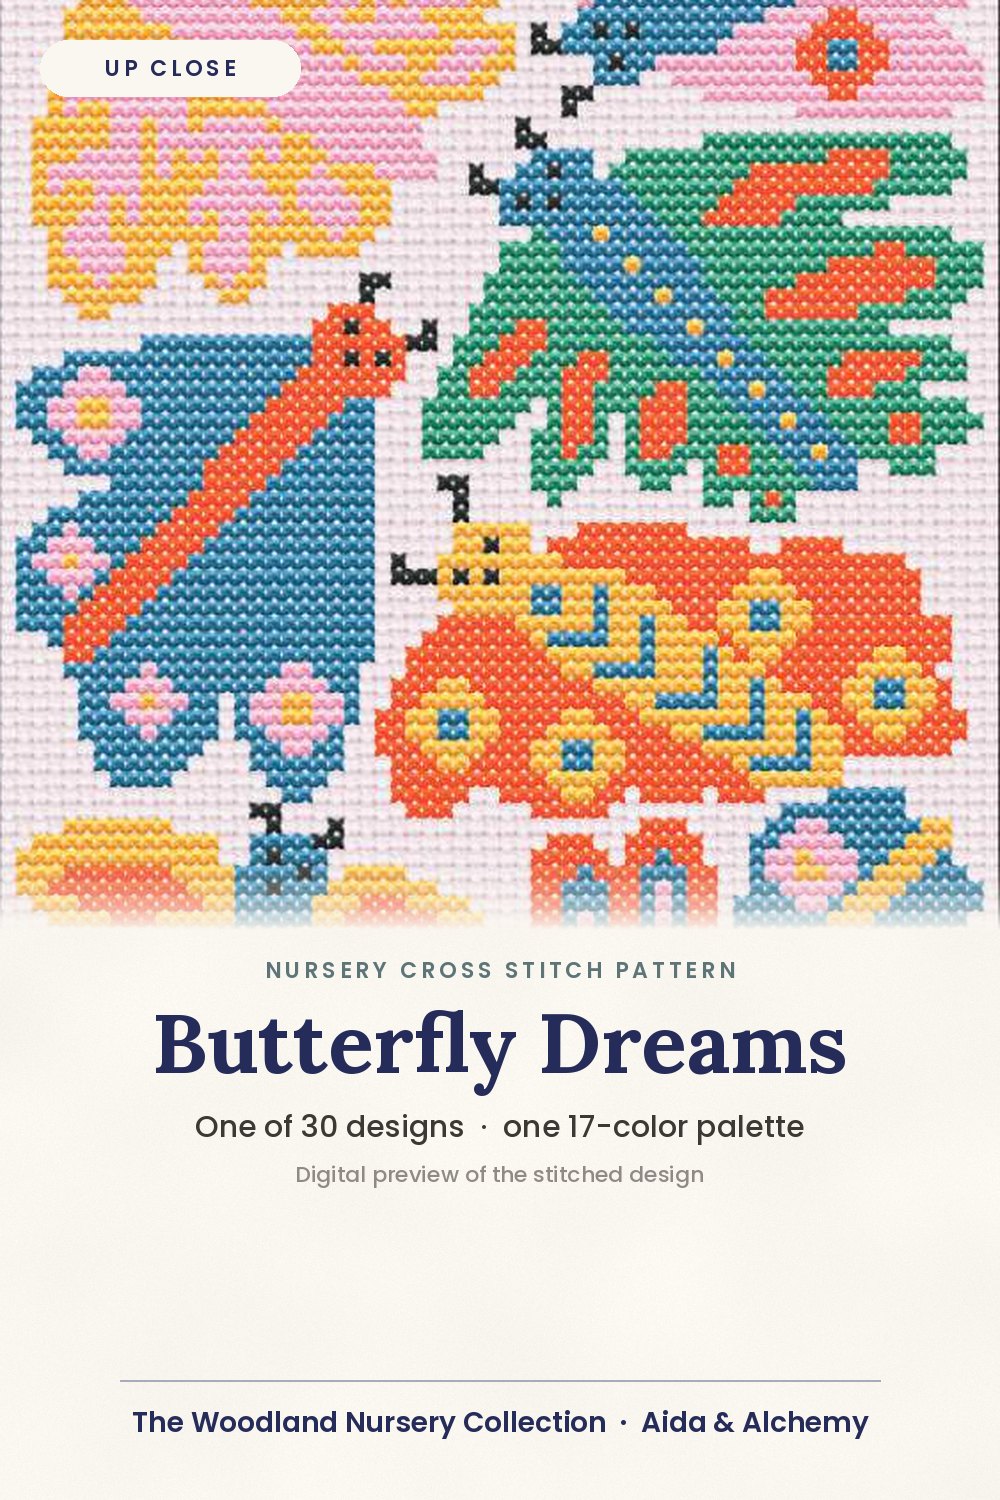 UP CLOSE
NURSERY CROSS STITCH PATTERN
Butterfly Dreams
One of 30 designs · one 17-color palette
Digital preview of the stitched design
The Woodland Nursery Collection · Aida & Alchemy